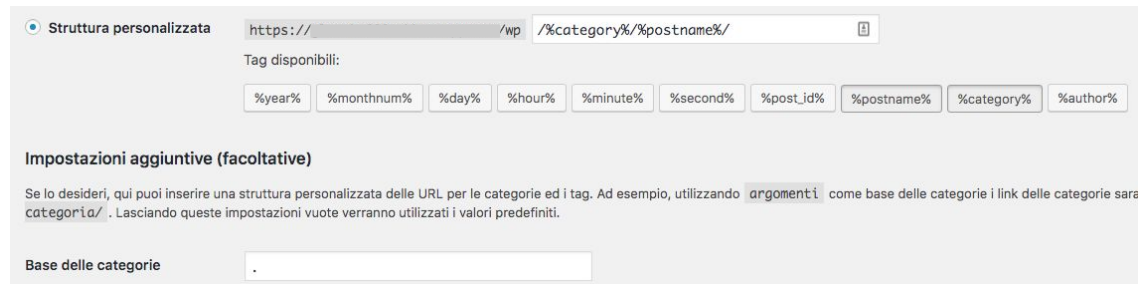 Struttura personalizzata https:// /wp /%category%/%postname%/
Tag disponibili:
%year% %monthnum% %day% %hour% %minute% %second% %post_id% %postname% %category% %author%
Impostazioni aggiuntive (facoltative)
Se lo desideri, qui puoi inserire una struttura personalizzata delle URL per le categorie ed i tag. Ad esempio, utilizzando argomenti come base delle categorie i link delle categorie sara
categoria/ . Lasciando queste impostazioni vuote verranno utilizzati i valori predefiniti.
Base delle categorie .